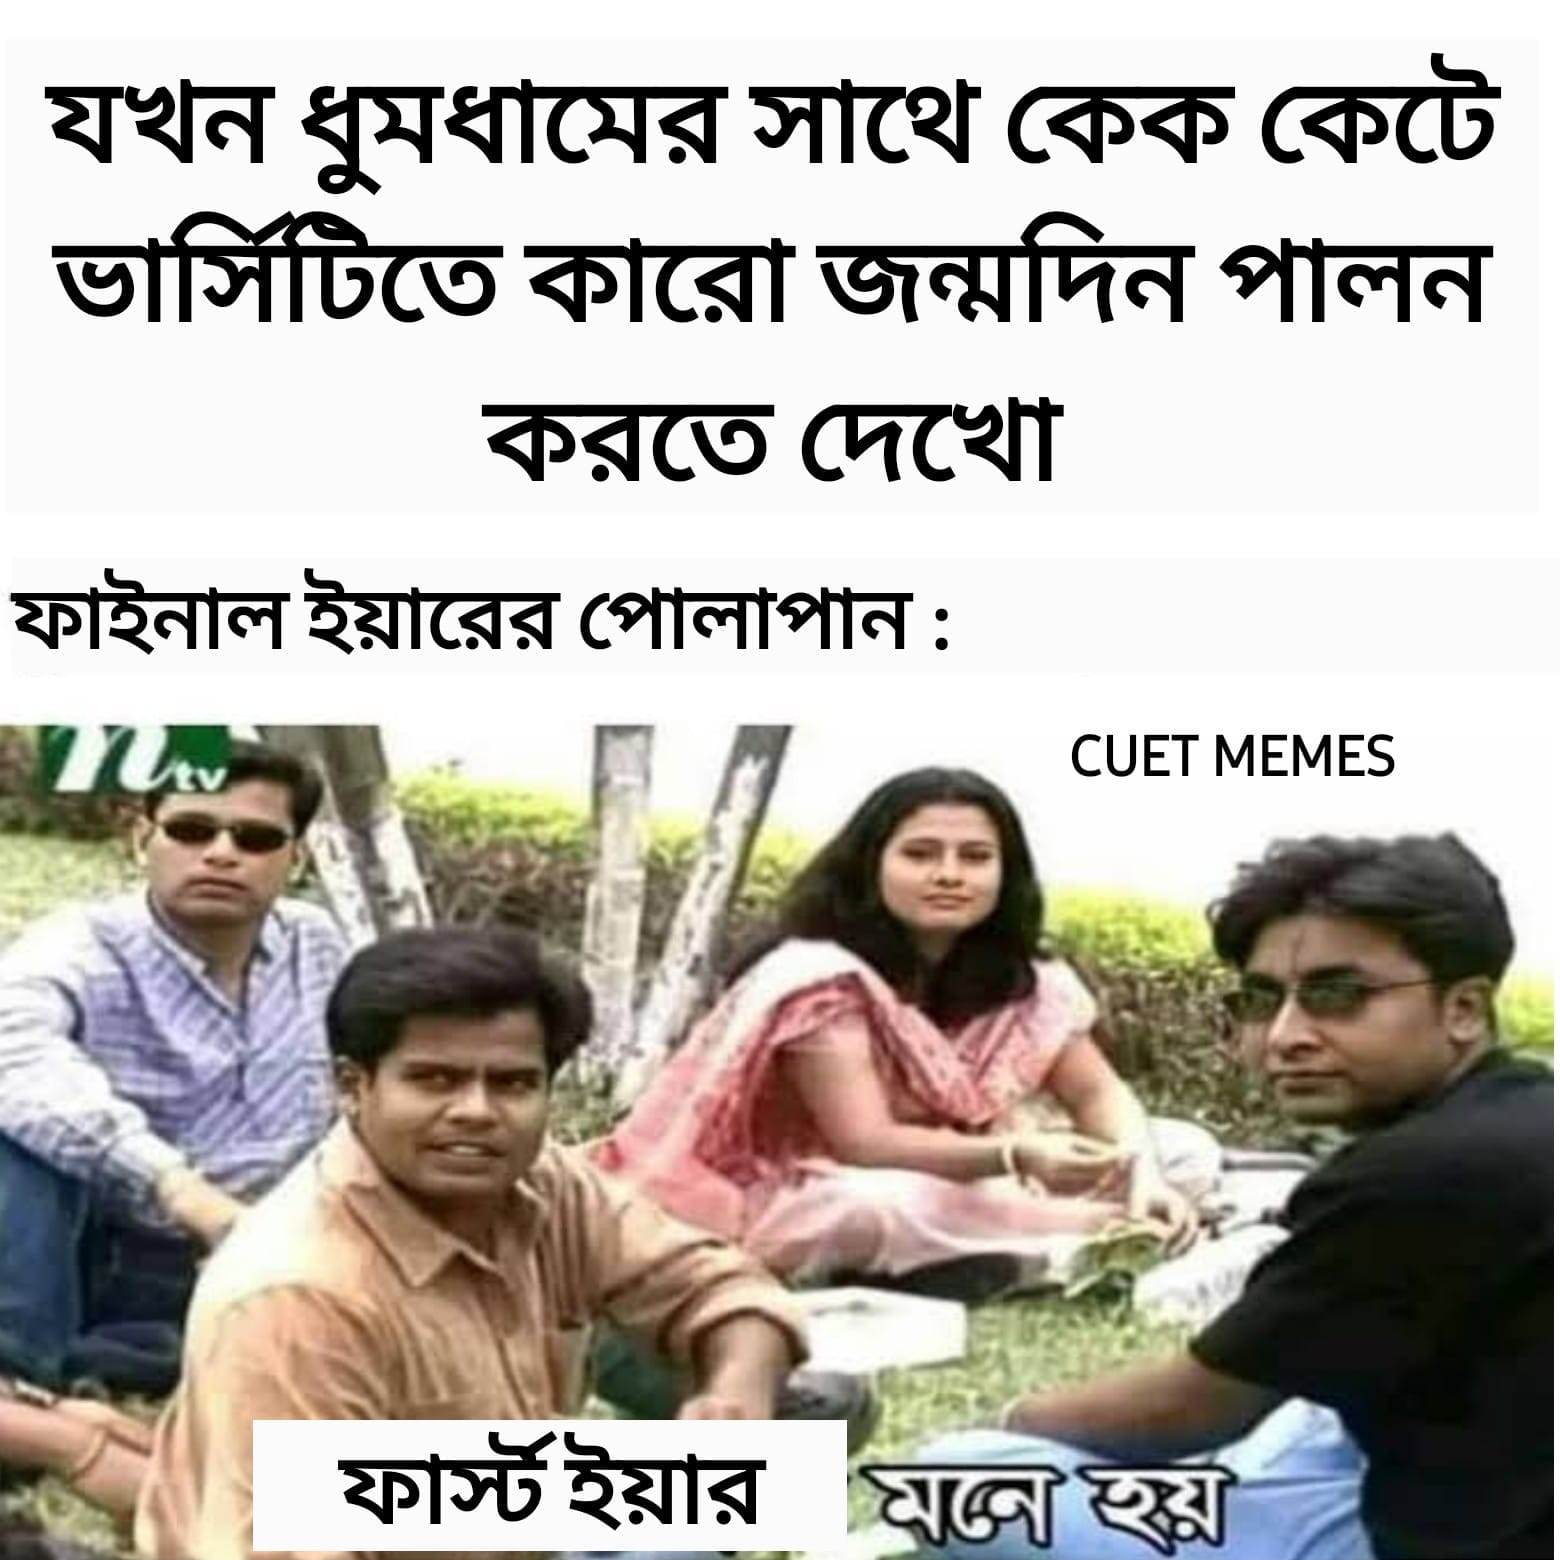 যখন ধুমধামের সাথে কেক কেটে
ভার্সিটিতে কারো জন্মদিন পালন
করতে দেখো
ফাইনাল ইয়ারের পোলাপান :
ntv
CUET MEMES
ফার্স্ট ইয়ার মনে হয়